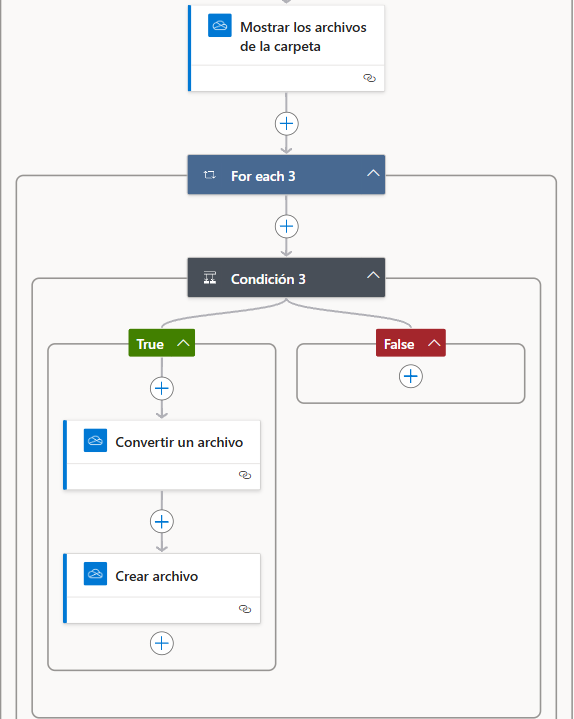 Mostrar los archivos
de la carpeta
For each 3
Condición 3
True
False
Convertir un archivo
Crear archivo